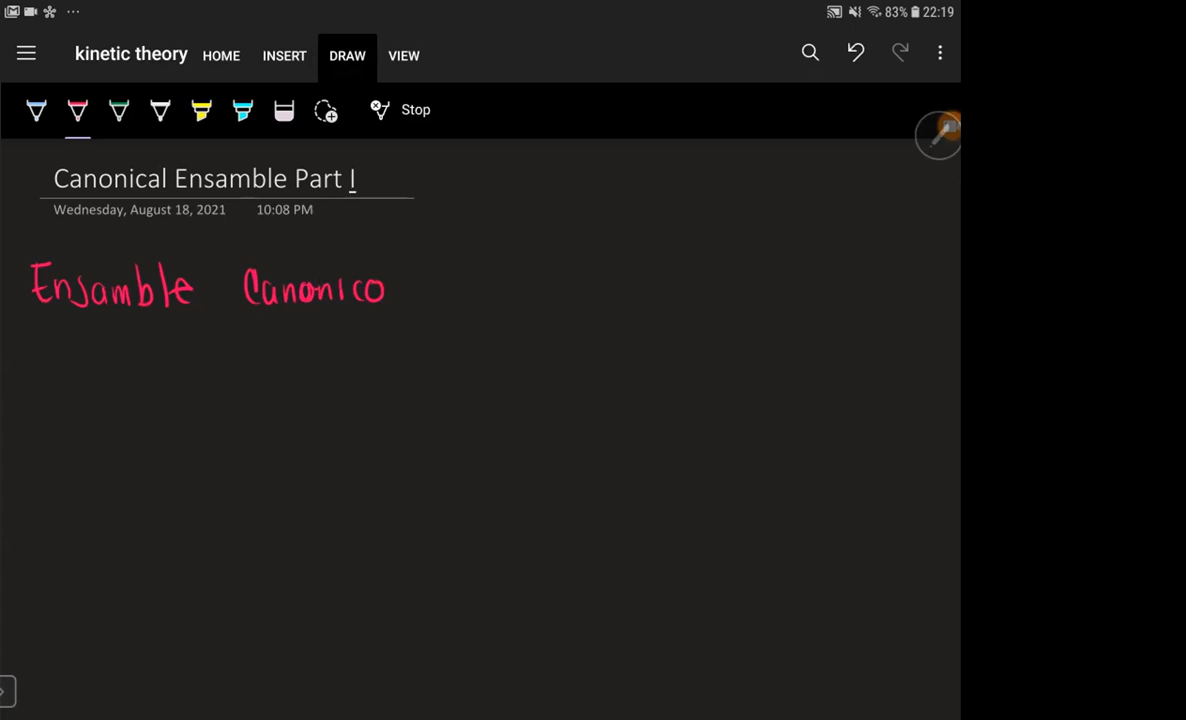 83% 22:19
kinetic theory HOME INSERT DRAW VIEW
Stop
Canonical Ensamble Part I
Wednesday, August 18, 2021 10:08 PM
Ensamble Canonico